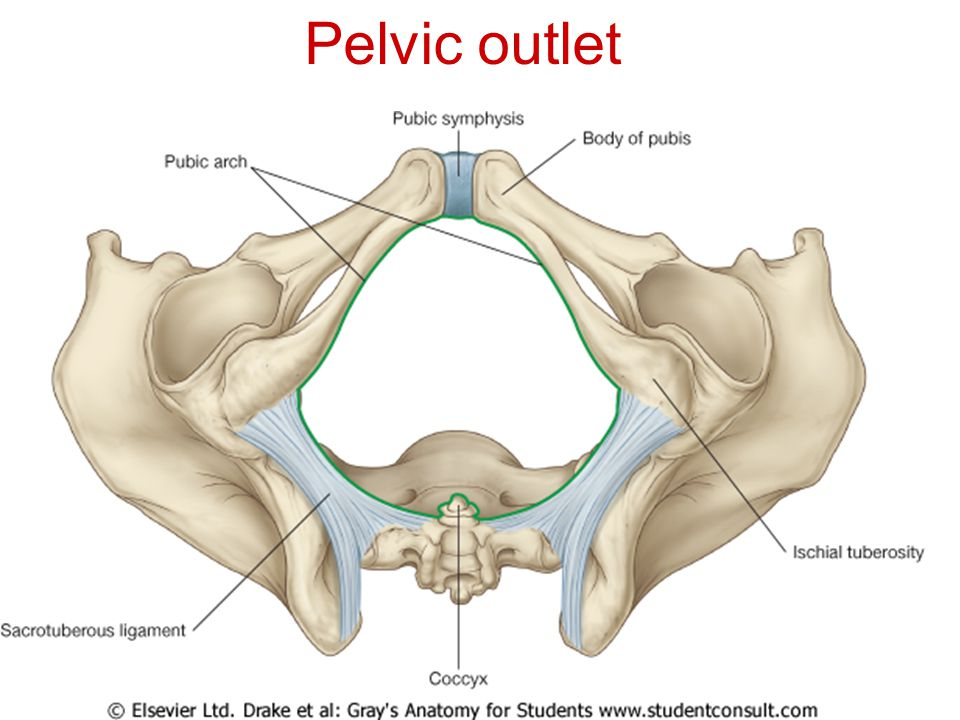 Pelvic outlet
Pubic symphysis
Body of pubis
Pubic arch
Ischial tuberosity
Sacrotuberous ligament
Coccyx
© Elsevier Ltd. Drake et al: Gray's Anatomy for Students www.studentconsult.com